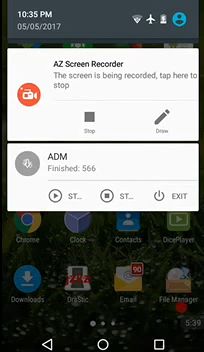 10:35 PM
05/05/2017
AZ Screen Recorder
The screen is being recorded, tap here to
stop
Stop
Draw
ADM
Finished: 566
ST...
ST...
EXIT
Chrome
Clock
Contacts
DicePlayer
90
Downloads
DraStic
Email
File Manager
5:39